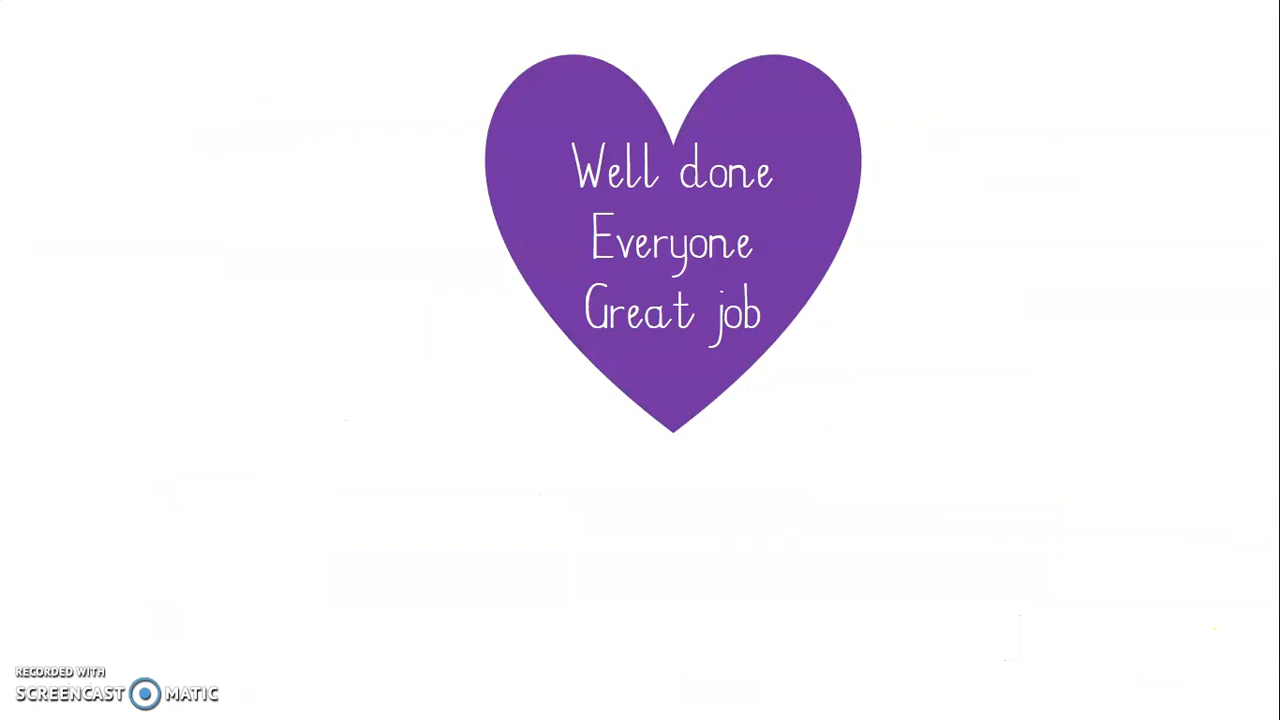 Well done
Everyone
Great job
RECORDED WITH
SCREENCAST MATIC